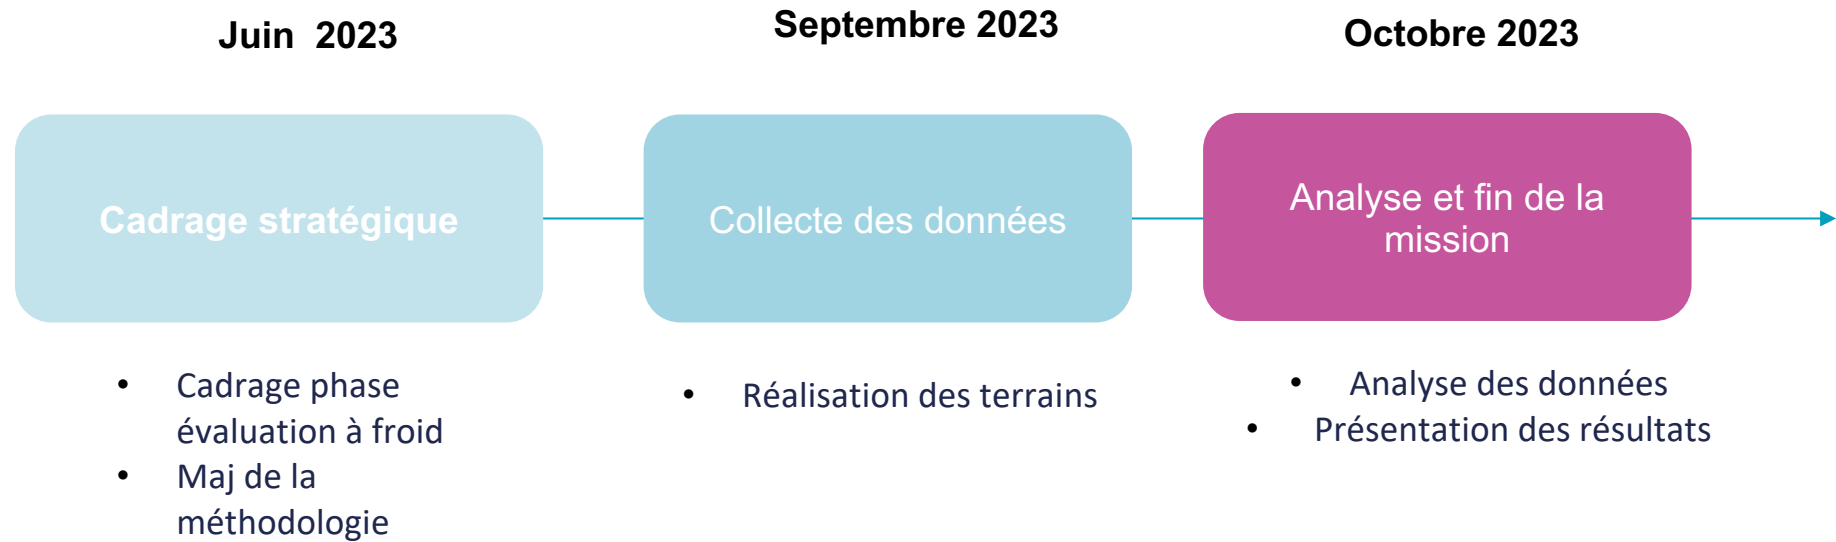 Juin 2023
Septembre 2023
Octobre 2023
Cadrage stratégique
Collecte des données
Analyse et fin de la
mission
• Cadrage phase
évaluation à froid
• Maj de la
méthodologie
• Réalisation des terrains
• Analyse des données
• Présentation des résultats